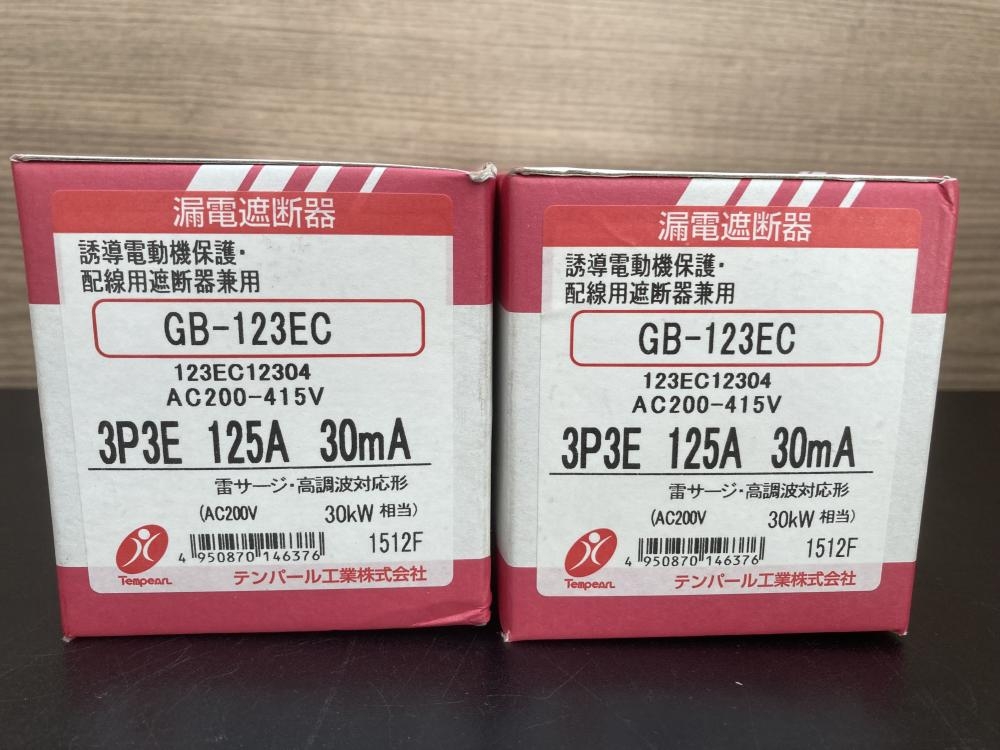 漏電遮断器
誘導電動機保護・
配線用遮断器兼用
GB-123EC
123EC12304
AC200-415V
3P3E 125A 30mA
雷サージ・高調波対応形
(AC200V 30kW 相当)
4 950870 146376 1512F
Tempearl テンパール工業株式会社
漏電遮断器
誘導電動機保護・
配線用遮断器兼用
GB-123EC
123EC12304
AC200-415V
3P3E 125A 30mA
雷サージ・高調波対応形
(AC200V 30kW 相当)
4 950870 146376 1512F
Tempearl テンパール工業株式会社